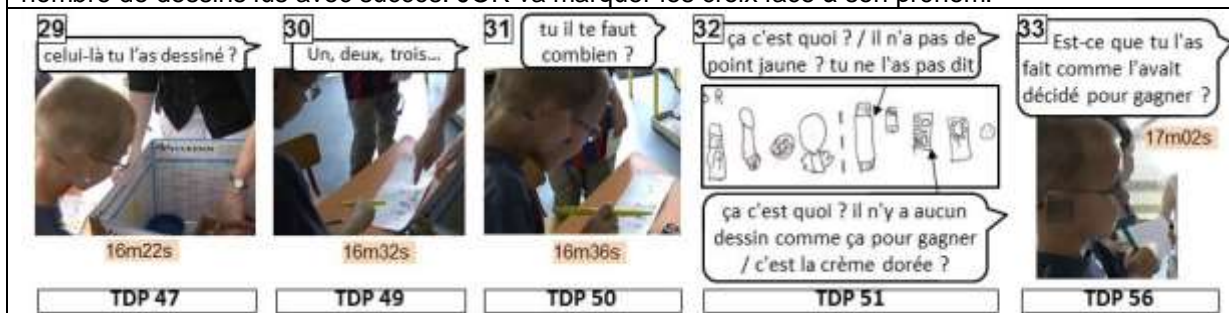 nombre de dessins lus avec succès. JOR va marquer les croix face à son prénom.
29
celui-là tu l'as dessiné ?
16m22s
TDP 47
30
Un, deux, trois...
16m32s
TDP 49
31
tu il te faut
combien ?
16m36s
TDP 50
32
ça c'est quoi ? / il n'a pas de
point jaune ? tu ne l'as pas dit
ça c'est quoi ? il n'y a aucun
dessin comme ça pour gagner
/ c'est la crème dorée ?
TDP 51
33
Est-ce que tu l'as
fait comme l'avait
décidé pour gagner ?
17m02s
TDP 56